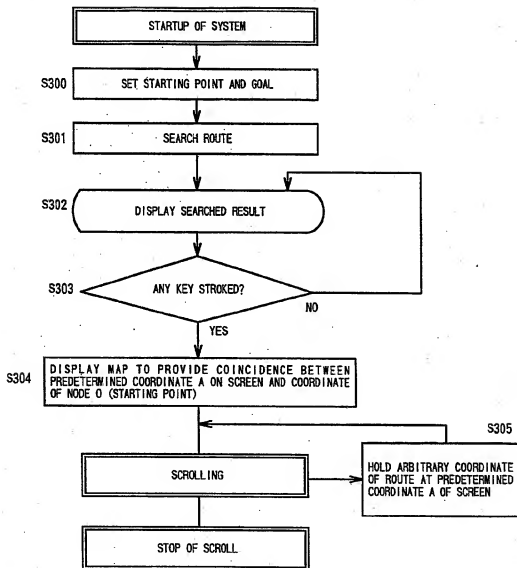 STARTUP OF SYSTEM
S300
SET STARTING POINT AND GOAL
S301
SEARCH ROUTE
S302
DISPLAY SEARCHED RESULT
S303
ANY KEY STROKED?
NO
YES
S304
DISPLAY MAP TO PROVIDE COINCIDENCE BETWEEN
PREDETERMINED COORDINATE A ON SCREEN AND COORDINATE
OF NODE O (STARTING POINT)
S305
SCROLLING
HOLD ARBITRARY COORDINATE
OF ROUTE AT PREDETERMINED
COORDINATE A OF SCREEN
STOP OF SCROLL